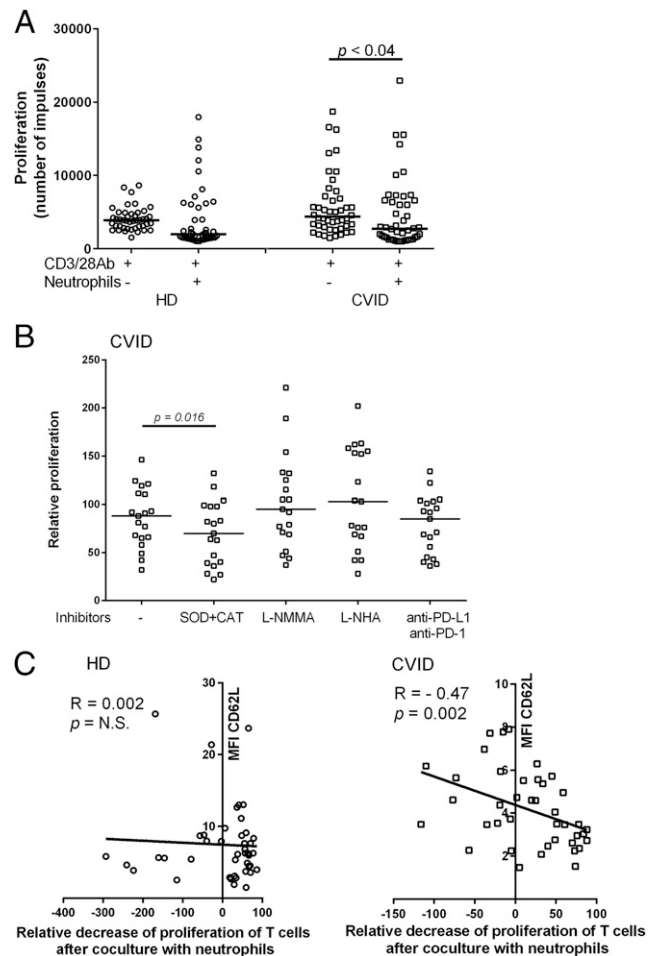 A
30000
20000
10000
0
Proliferation
(number of impulses)
p < 0.04
CD3/28Ab + + + +
Neutrophils - + - +
HD CVID
B
CVID
250
200
150
100
50
0
Relative proliferation
p = 0.016
Inhibitors - SOD+CAT L-NMMA L-NHA anti-PD-L1
anti-PD-1
C
HD
R = 0.002
p = N.S.
MFI CD62L
30
20
10
-400 -300 -200 -100 0 100
Relative decrease of proliferation of T cells
after coculture with neutrophils
CVID
R = - 0.47
p = 0.002
MFI CD62L
10
8
6
4
2
-150 -100 -50 0 50 100
Relative decrease of proliferation of T cells
after coculture with neutrophils